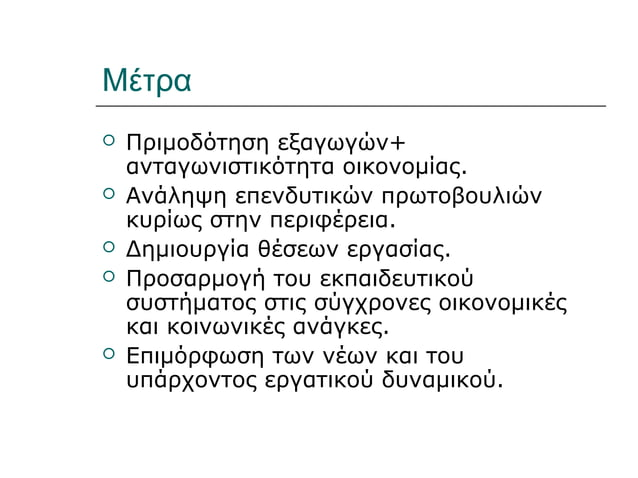 Μέτρα
Πριμοδότηση εξαγωγών+
ανταγωνιστικότητα οικονομίας.
Ανάληψη επενδυτικών πρωτοβουλιών
κυρίως στην περιφέρεια.
Δημιουργία θέσεων εργασίας.
Προσαρμογή του εκπαιδευτικού
συστήματος στις σύγχρονες οικονομικές
και κοινωνικές ανάγκες.
Επιμόρφωση των νέων και του
υπάρχοντος εργατικού δυναμικού.